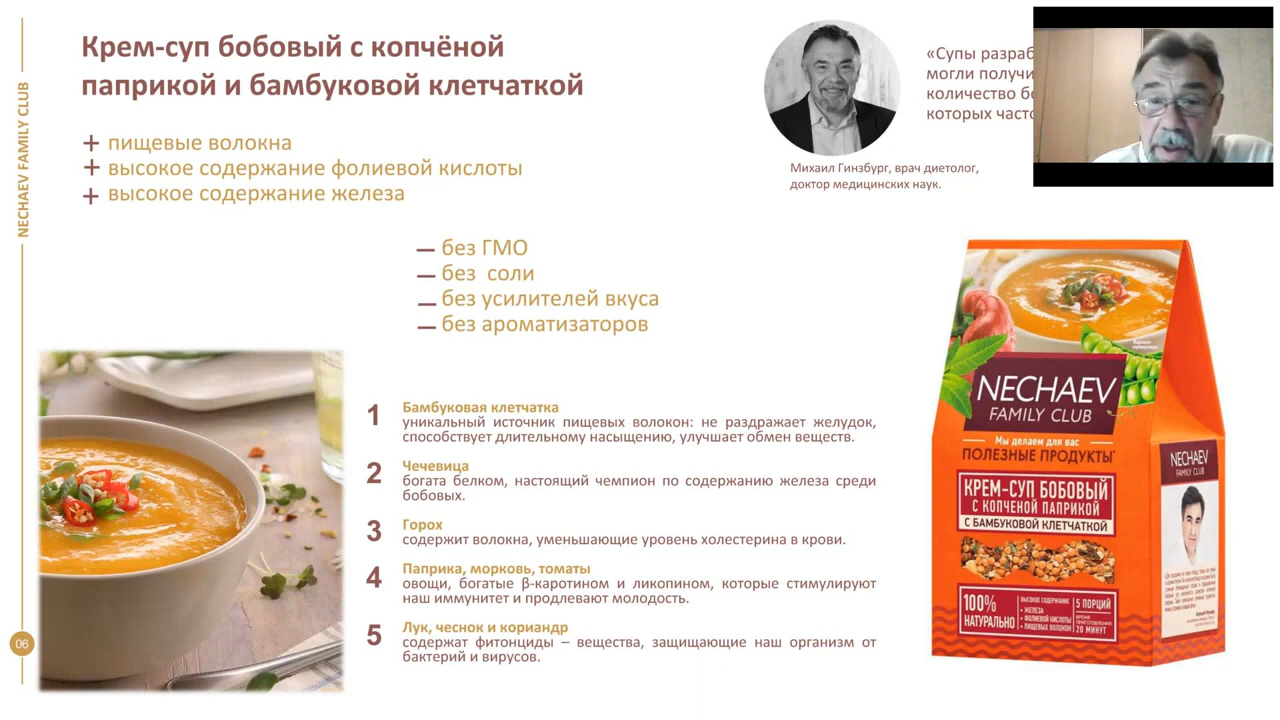 NECHAEV FAMILY CLUB
Крем-суп бобовый с копчёной
паприкой и бамбуковой клетчаткой
+ пищевые волокна
+ высокое содержание фолиевой кислоты
+ высокое содержание железа
«Супы
могли
количество
которых
Михаил Гинзбург, врач диетолог,
доктор медицинских наук.
— без ГМО
— без соли
— без усилителей вкуса
— без ароматизаторов
1 Бамбуковая клетчатка
уникальный источник пищевых волокон: не раздражает желудок,
способствует длительному насыщению, улучшает обмен веществ.
2 Чечевица
богата белком, настоящий чемпион по содержанию железа среди
бобовых.
3 Горох
содержит волокна, уменьшающие уровень холестерина в крови.
4 Паприка, морковь, томаты
овощи, богатые β-каротином и ликопином, которые стимулируют
наш иммунитет и продлевают молодость.
5 Лук, чеснок и кориандр
содержат фитонциды – вещества, защищающие наш организм от
бактерий и вирусов.
06
NECHAEV
FAMILY CLUB
Мы делаем для вас
ПОЛЕЗНЫЕ ПРОДУКТЫ
КРЕМ-СУП БОБОВЫЙ
С КОПЧЕНОЙ ПАПРИКОЙ
С БАМБУКОВОЙ КЛЕТЧАТКОЙ
100%
НАТУРАЛЬНО
ВЫСОКОЕ СОДЕРЖАНИЕ
• ЖЕЛЕЗА
• ФОЛИЕВОЙ КИСЛОТЫ
• ПИЩЕВЫХ ВОЛОКОН
5 ПОРЦИЙ
ВРЕМЯ
ПРИГОТОВЛЕНИЯ
20 МИНУТ
NECHAEV
FAMILY CLUB